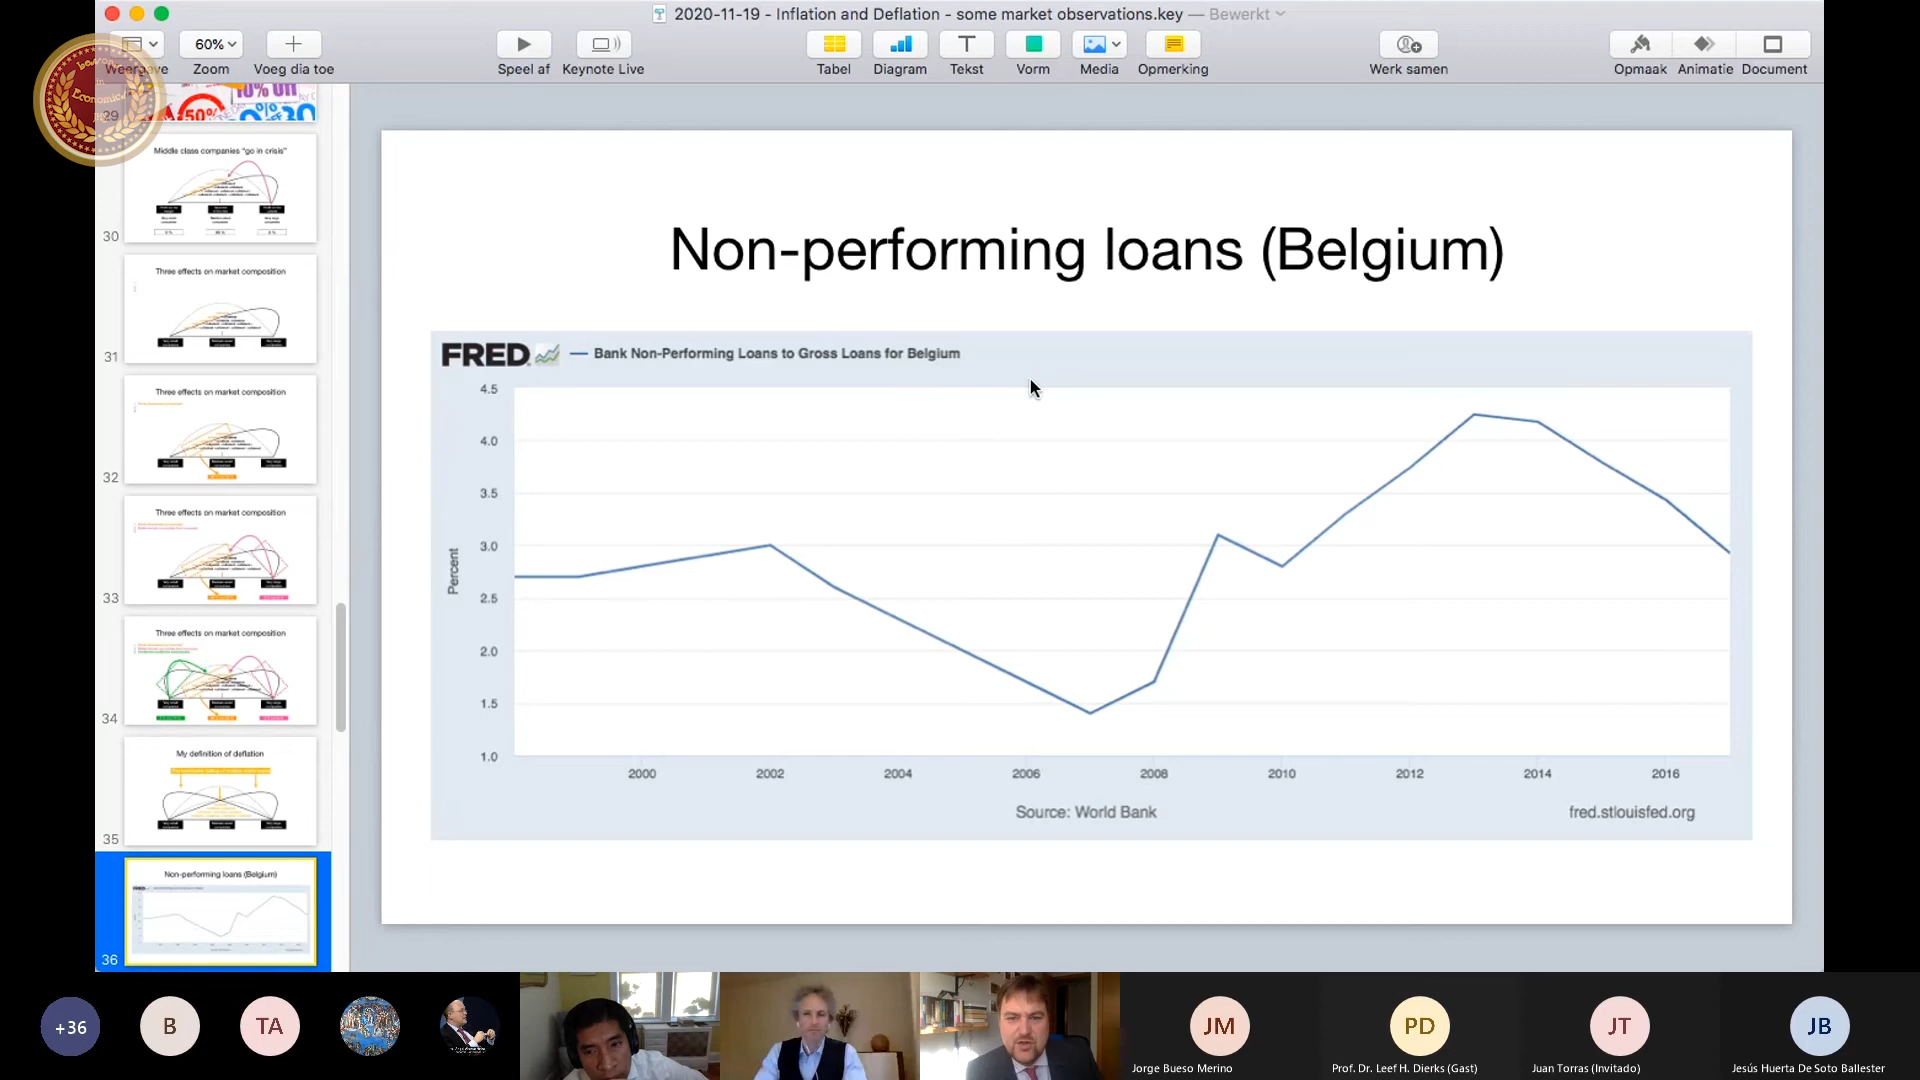 2020-11-19 - Inflation and Deflation - some market observations.key — Bewerkt
60%
Weergave
Zoom
Voeg dia toe
Speel af
Keynote Live
Tabel
Diagram
Tekst
Vorm
Media
Opmerking
Werk samen
Opmaak
Animatie
Document
in
Economics
29
10% Off
50%
Middle class companies "go in crisis"
30
Three effects on market composition
31
Three effects on market composition
32
Three effects on market composition
33
Three effects on market composition
34
My definition of deflation
35
Non-performing loans (Belgium)
36
Non-performing loans (Belgium)
FRED
Bank Non-Performing Loans to Gross Loans for Belgium
4.5
4.0
3.5
3.0
2.5
2.0
1.5
1.0
Percent
2000
2002
2004
2006
2008
2010
2012
2014
2016
Source: World Bank
fred.stlouisfed.org
+36
B
TA
JM
Jorge Bueso Merino
PD
Prof. Dr. Leef H. Dierks (Gast)
JT
Juan Torras (Invitado)
JB
Jesús Huerta De Soto Ballester